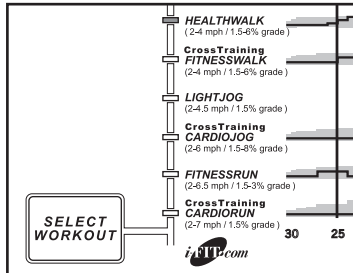 HEALTHWALK
(2-4 mph / 1.5-6% grade)
CrossTraining
FITNESSWALK
(2-4 mph / 1.5-6% grade)
LIGHTJOG
(2-4.5 mph / 1.5% grade)
CrossTraining
CARDIOJOG
(2-6 mph / 1.5-8% grade)
FITNESSRUN
(2-6.5 mph / 1.5-3% grade)
CrossTraining
CARDIORUN
(2-7 mph / 1.5% grade)
30 25
SELECT
WORKOUT
iFIT.com